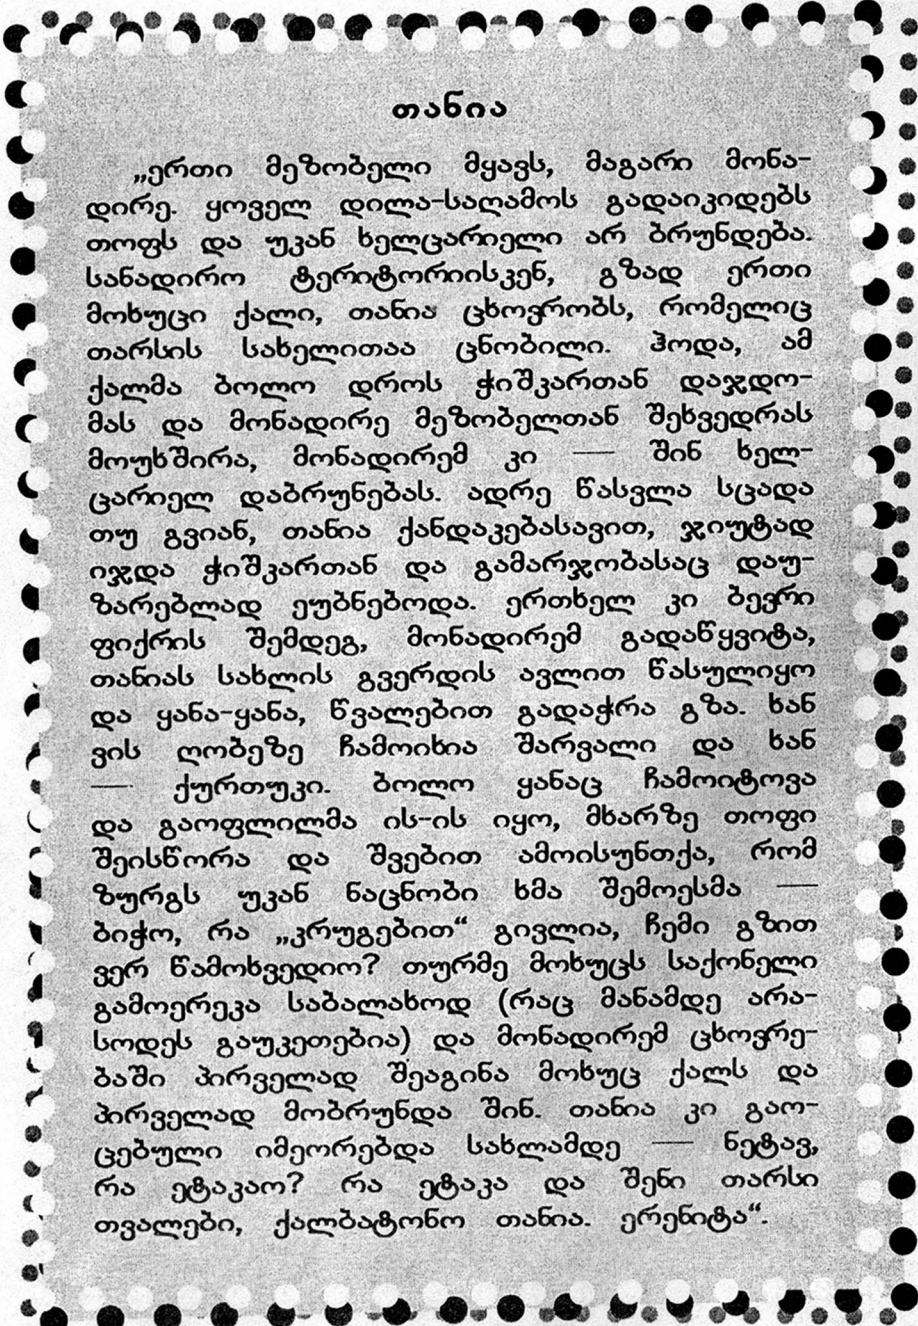 თანია
„ერთი მეზობელი მყავს, მაგარი მონა-
დირე. ყოველ დილა-საღამოს გადაიკიდებს
თოფს და უკან ხელცარიელი არ ბრუნდება.
სანადირო ტერიტორიისკენ, გზად ერთი
მოხუცი ქალი, თანია ცხოვრობს, რომელიც
თარსის სახელითაა ცნობილი. ჰოდა, ამ
ქალმა ბოლო დროს ჭიშკართან დაჯდო-
მას და მონადირე მეზობელთან შეხვედრას
მოუხშირა, მონადირემ კი — შინ ხელ-
ცარიელ დაბრუნებას. ადრე წასვლა სცადა
თუ გვიან, თანია ქანდაკებასავით, ჯიუტად
იჯდა ჭიშკართან და გამარჯობასაც დაუ-
ზარებლად ეუბნებოდა. ერთხელ კი ბევრი
ფიქრის შემდეგ, მონადირემ გადაწყვიტა,
თანიას სახლის გვერდის ავლით წასულიყო
და ყანა-ყანა, წვალებით გადაჭრა გზა. ხან
ვის ღობეზე ჩამოიხია შარვალი და ხან
— ქურთუკი. ბოლო ყანაც ჩამოიტოვა
და გაოფლილმა ის-ის იყო, მხარზე თოფი
შეისწორა და შვებით ამოისუნთქა, რომ
ზურგს უკან ნაცნობი ხმა შემოესმა —
ბიჭო, რა „კრუგებით“ გივლია, ჩემი გზით
ვერ წამოხვედიო? თურმე მოხუცს საქონელი
გამოერეკა საბალახოდ (რაც მანამდე არა-
სოდეს გაუკეთებია) და მონადირემ ცხოვრე-
ბაში პირველად შეაგინა მოხუც ქალს და
პირველად მობრუნდა შინ. თანია კი გაო-
ცებული იმეორებდა სახლამდე — ნეტავ,
რა ეტაკაო? რა ეტაკა და შენი თარსი
თვალები, ქალბატონო თანია. ერენიტა“.